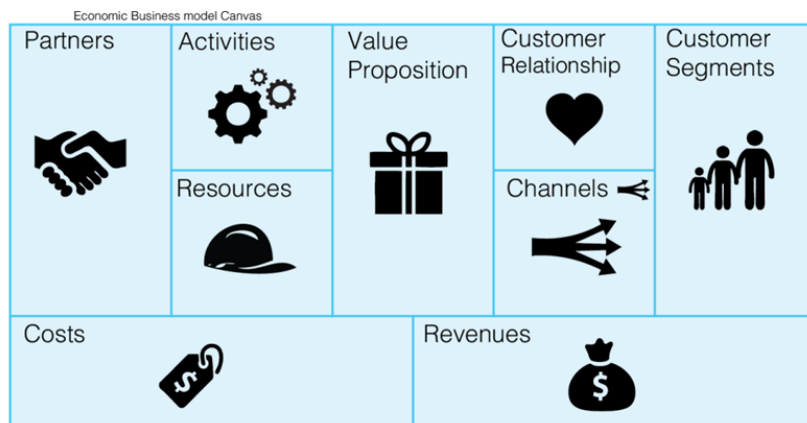 Economic Business model Canvas
Partners
Activities
Value
Proposition
Customer
Relationship
Customer
Segments
Resources
Channels
Costs
$
Revenues
$